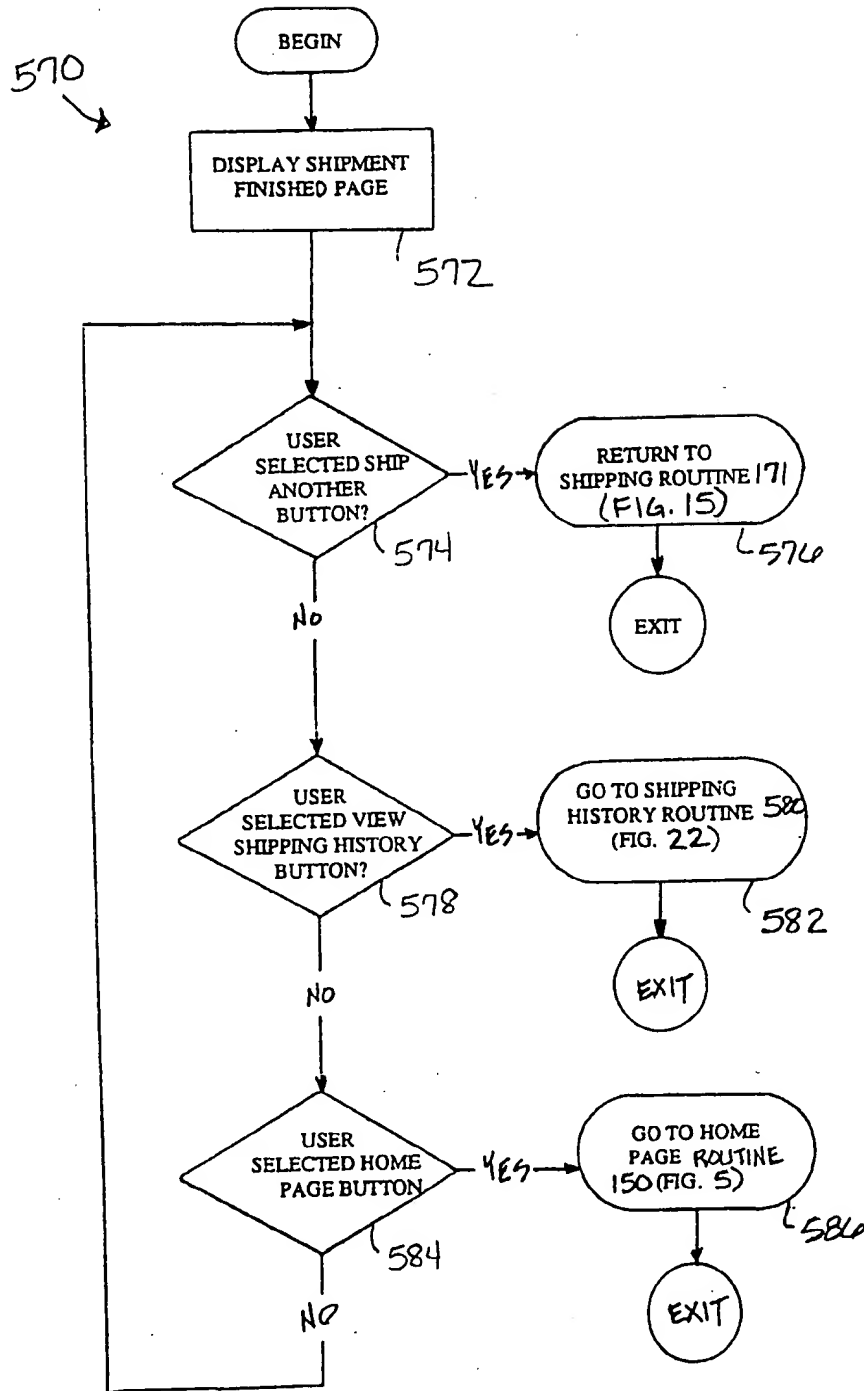 BEGIN
570
DISPLAY SHIPMENT
FINISHED PAGE
572
USER
SELECTED SHIP
ANOTHER
BUTTON?
574
YES
RETURN TO
SHIPPING ROUTINE 171
(FIG. 15)
576
EXIT
NO
USER
SELECTED VIEW
SHIPPING HISTORY
BUTTON?
578
YES
GO TO SHIPPING
HISTORY ROUTINE 580
(FIG. 22)
582
EXIT
NO
USER
SELECTED HOME
PAGE BUTTON
584
YES
GO TO HOME
PAGE ROUTINE
150 (FIG. 5)
586
EXIT
NO